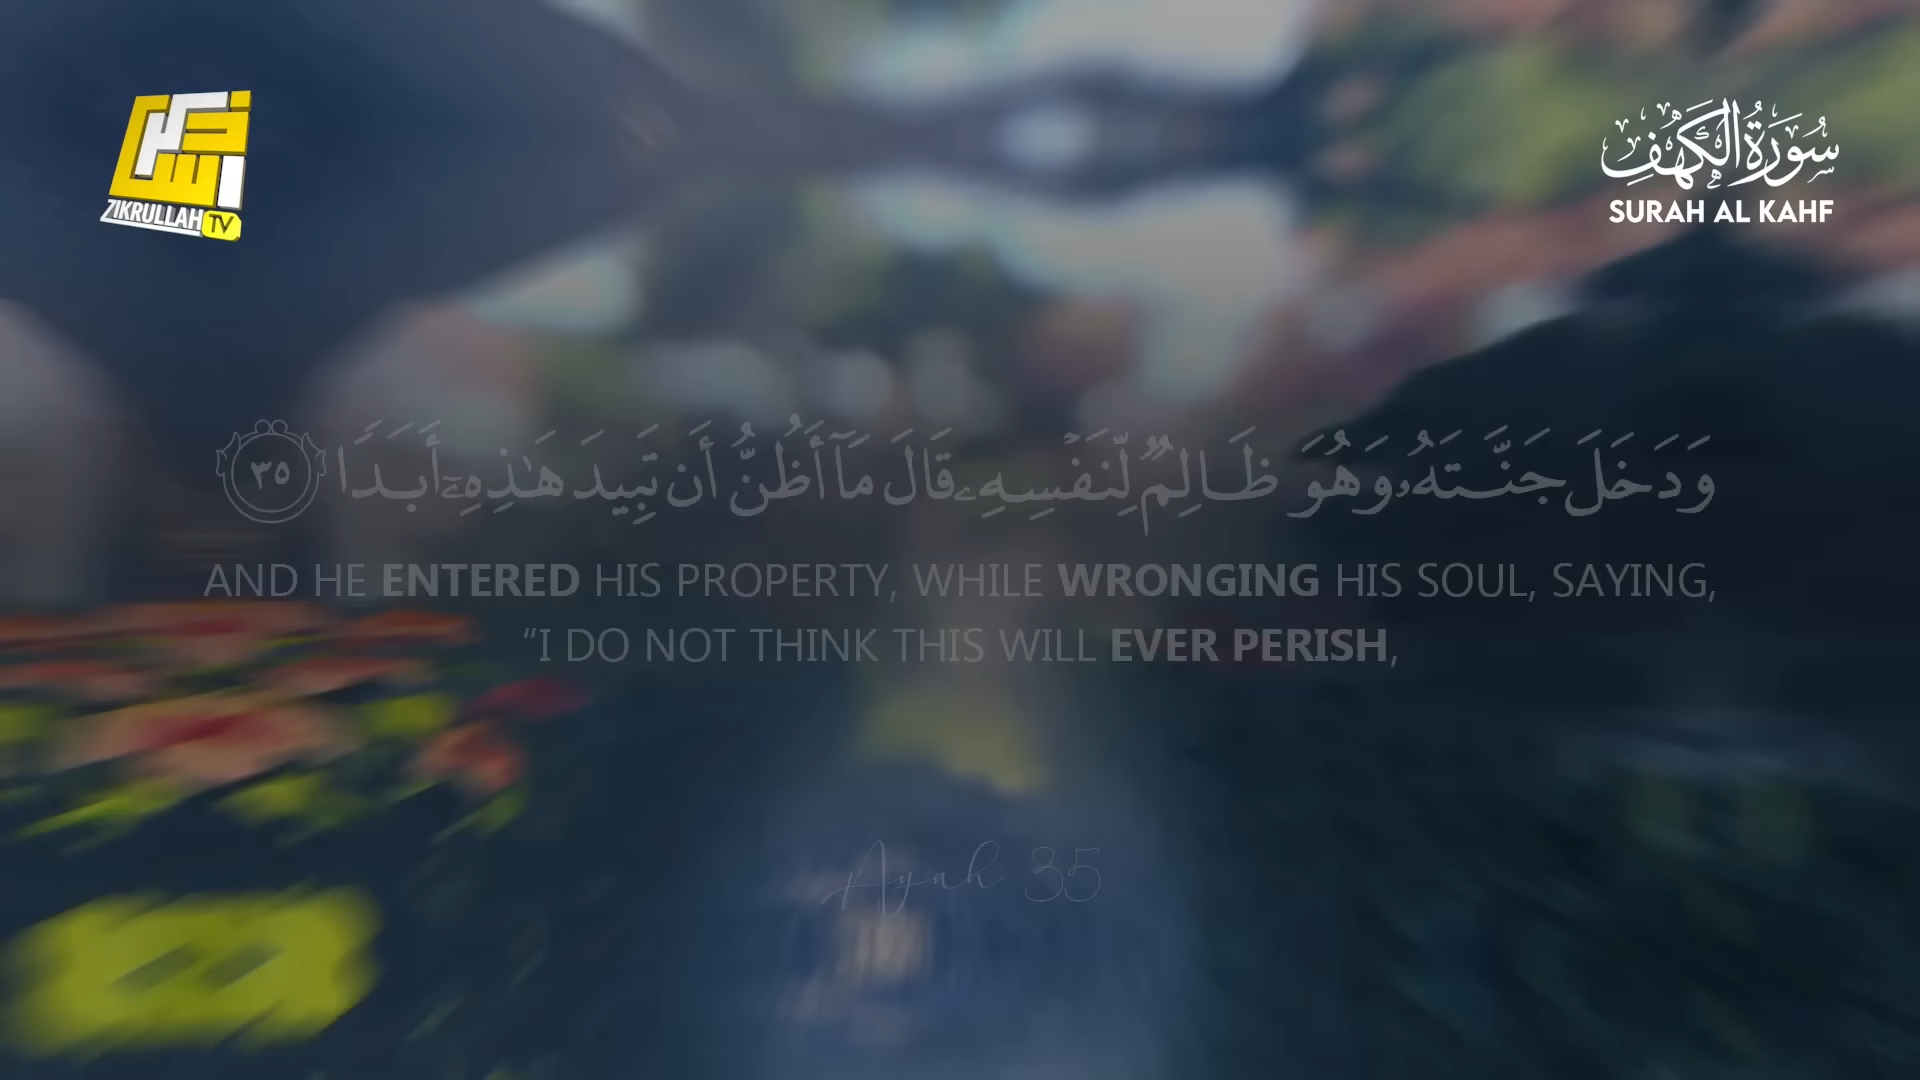 ZIKRULLAH TV
سُورَةُ الكَهْفِ
SURAH AL KAHF
وَدَخَلَ جَنَّتَهُۥ وَهُوَ ظَالِمٌ لِّنَفْسِهِۦ قَالَ مَآ أَظُنُّ أَن تَبِيدَ هَٰذِهِۦٓ أَبَدًا ٣٥
AND HE ENTERED HIS PROPERTY, WHILE WRONGING HIS SOUL, SAYING,
“I DO NOT THINK THIS WILL EVER PERISH,
Ayah 35